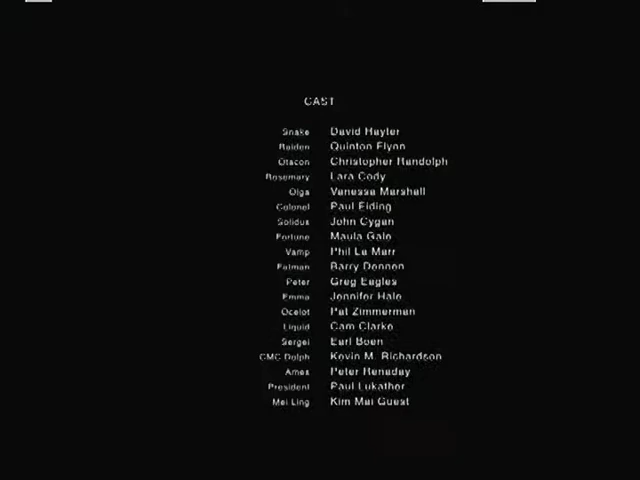 CAST
Snake David Hayter
Raiden Quinton Flynn
Otacon Christopher Randolph
Rosemary Lara Cody
Olga Vanessa Marshall
Colonel Paul Eiding
Solidus John Cygan
Fortune Maula Gale
Vamp Phil La Marr
Fatman Barry Dennen
Peter Greg Eagles
Emma Jennifer Hale
Ocelot Pat Zimmerman
Liquid Cam Clarke
Sergei Earl Boen
CMC Dolph Kevin M. Richardson
Ames Peter Renaday
President Paul Lukather
Mei Ling Kim Mai Guest